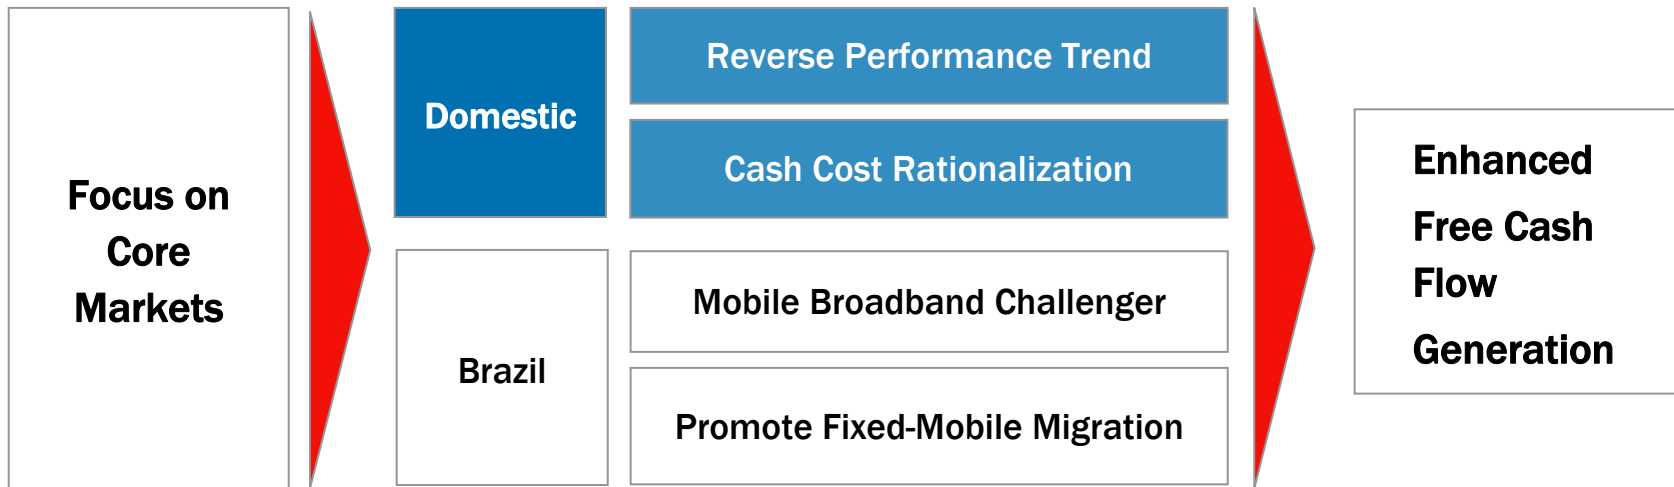 Focus on
Core
Markets
Domestic
Reverse Performance Trend
Cash Cost Rationalization
Brazil
Mobile Broadband Challenger
Promote Fixed-Mobile Migration
Enhanced
Free Cash
Flow
Generation